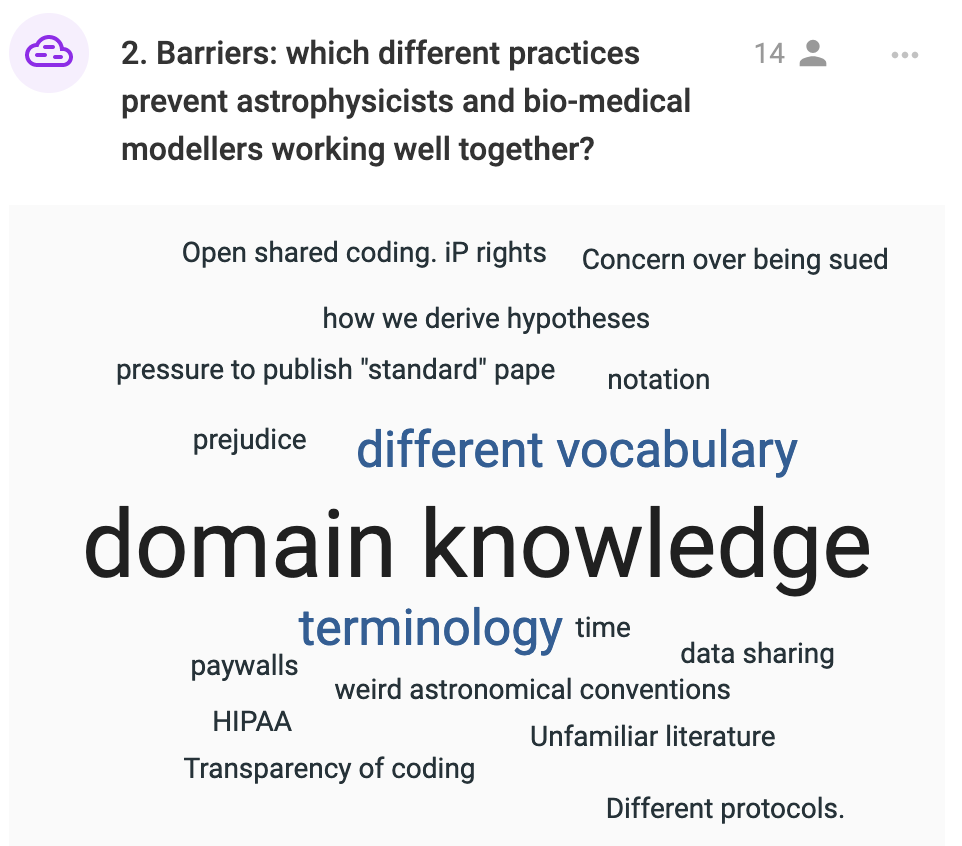 2. Barriers: which different practices
14
prevent astrophysicists and bio-medical
modellers working well together?
Open shared coding. iP rights
Concern over being sued
how we derive hypotheses
pressure to publish "standard" pape
notation
prejudice
different vocabulary
domain knowledge
terminology
time
data sharing
paywalls
weird astronomical conventions
HIPAA
Unfamiliar literature
Transparency of coding
Different protocols.